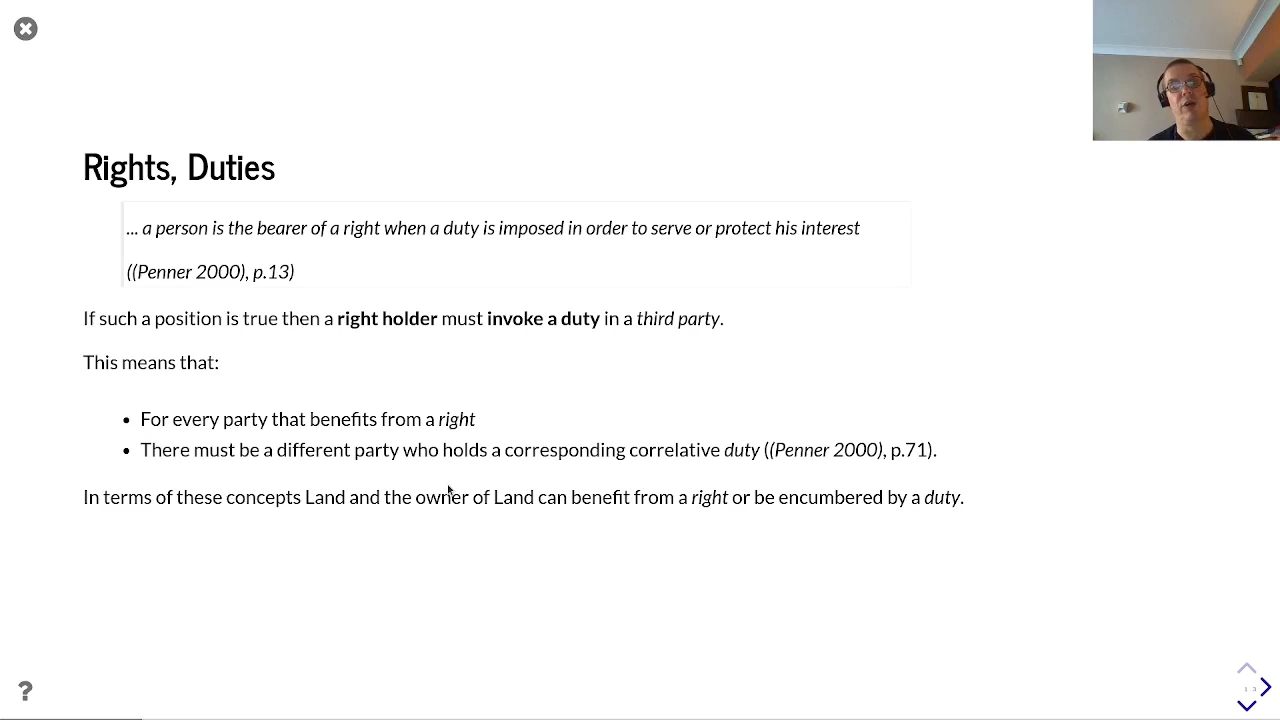 Rights, Duties
... a person is the bearer of a right when a duty is imposed in order to serve or protect his interest
((Penner 2000), p.13)
If such a position is true then a right holder must invoke a duty in a third party.
This means that:
• For every party that benefits from a right
• There must be a different party who holds a corresponding correlative duty ((Penner 2000), p.71).
In terms of these concepts Land and the owner of Land can benefit from a right or be encumbered by a duty.
?